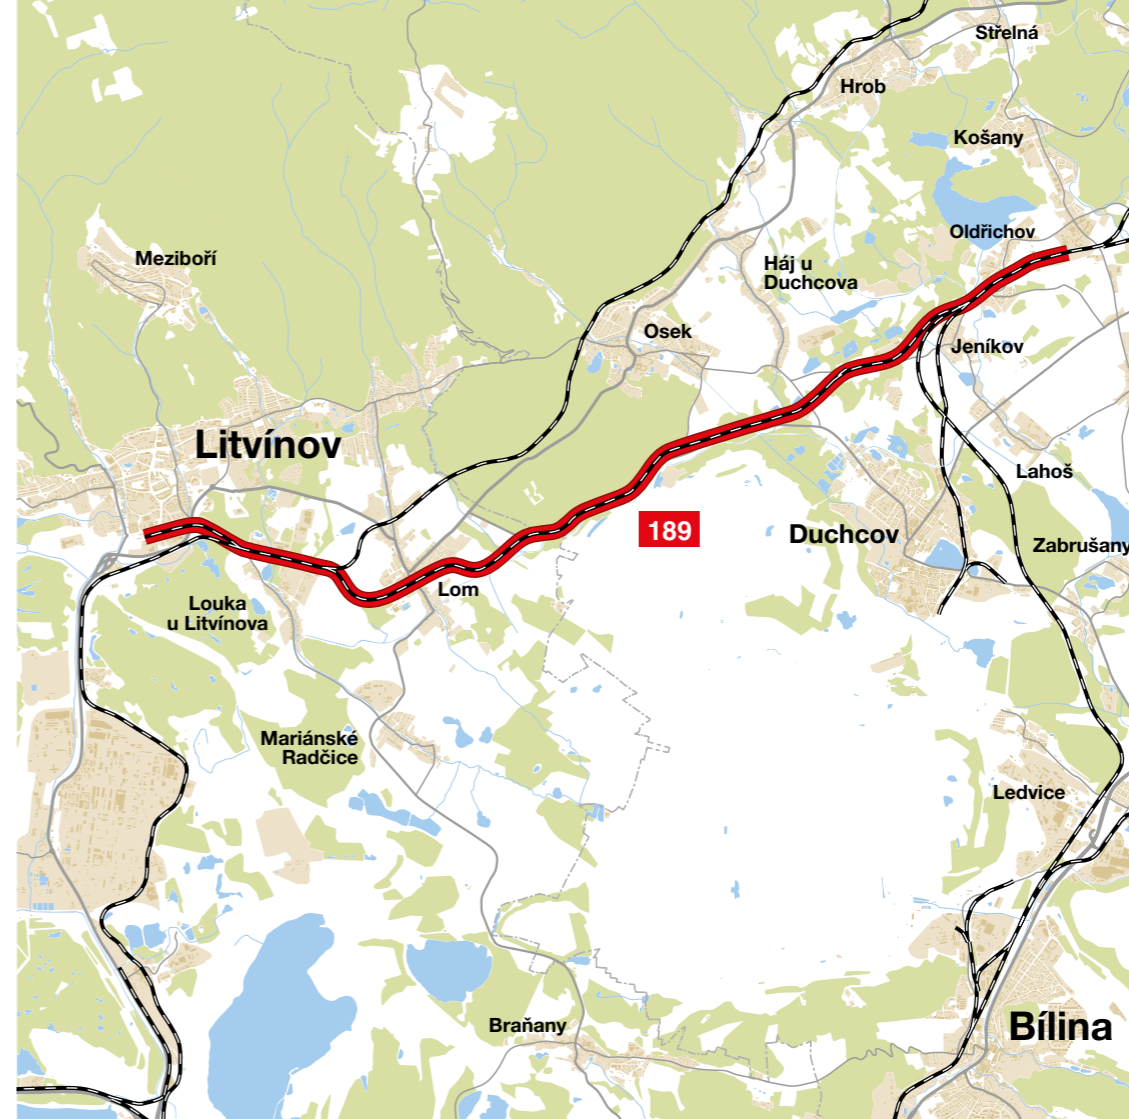 Střelná
Hrob
Košany
Oldřichov
Meziboří
Háj u
Duchcova
Osek
Jeníkov
Litvínov
Lahoš
189
Duchcov
Zabrušany
Lom
Louka
u Litvínova
Mariánské
Radčice
Ledvice
Braňany
Bílina